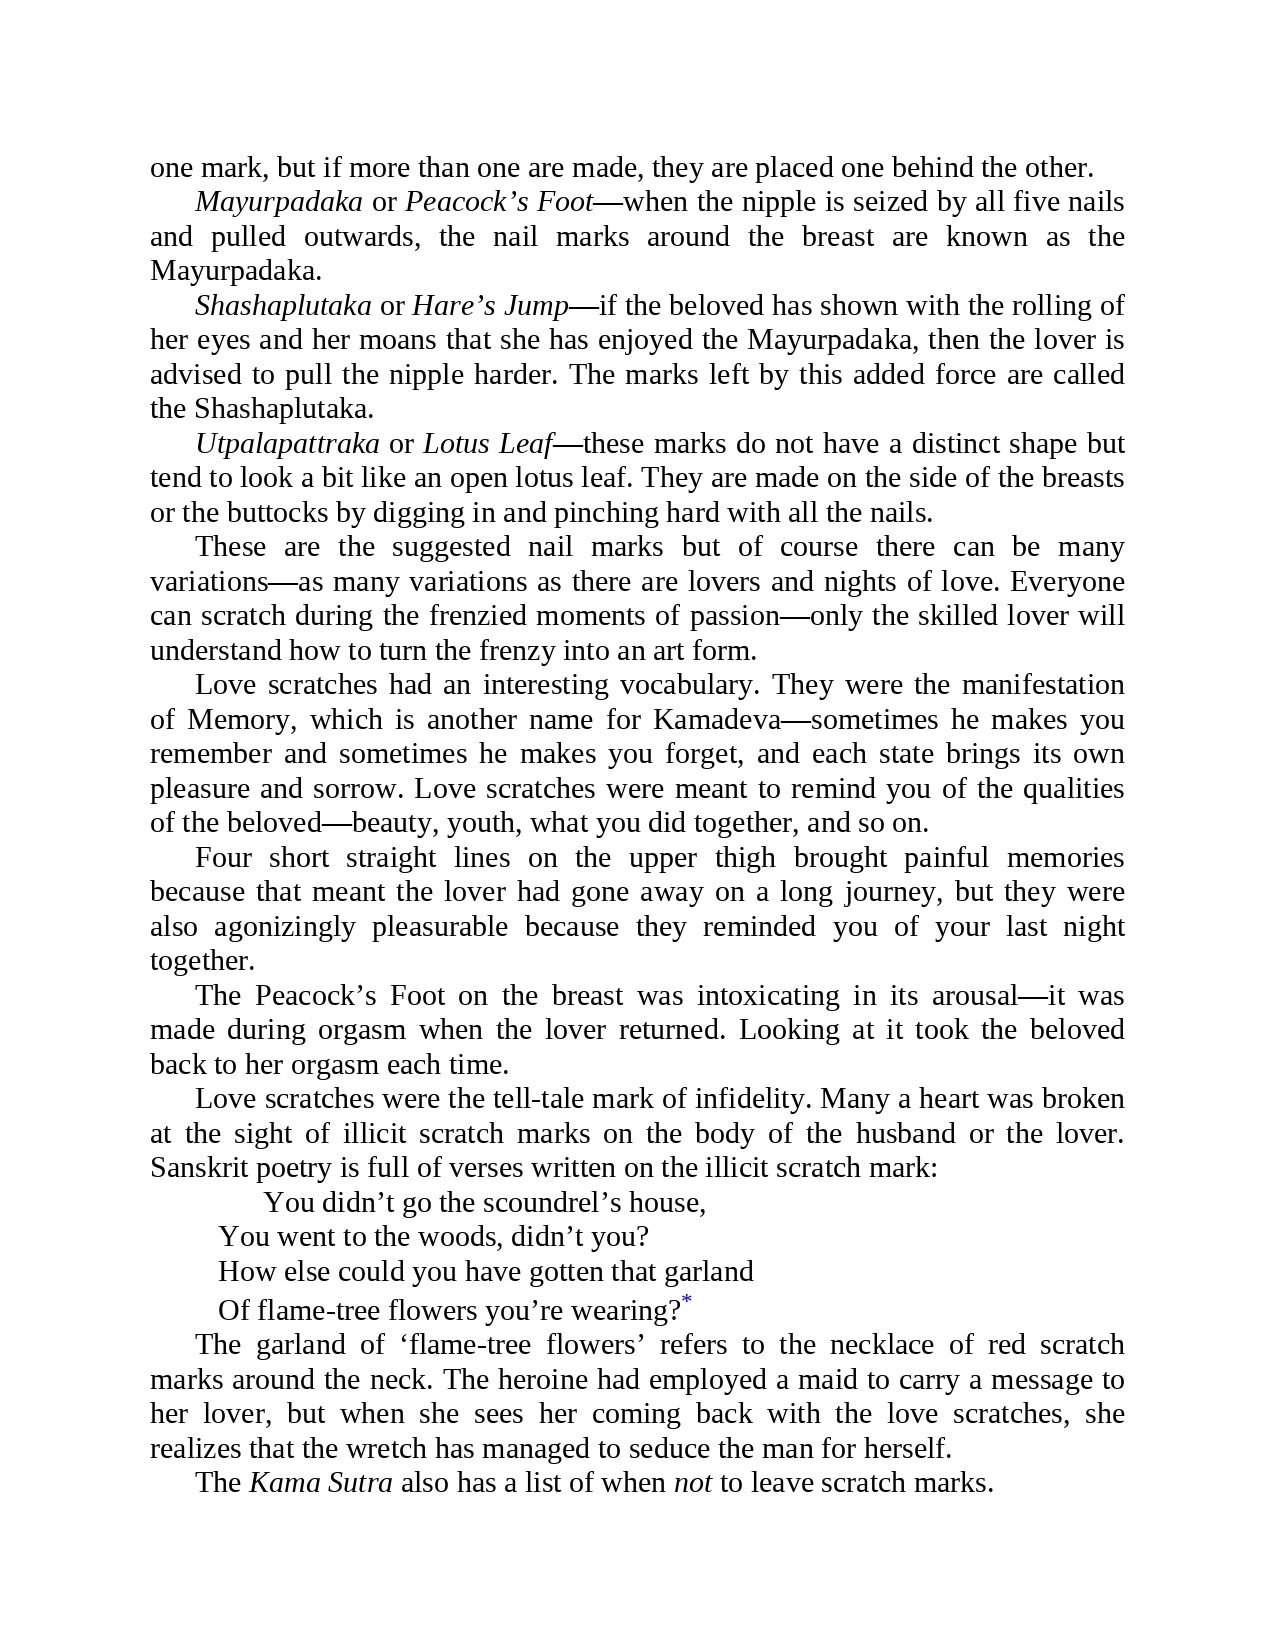 one mark, but if more than one are made, they are placed one behind the other.
Mayurpadaka or Peacock’s Foot—when the nipple is seized by all five nails
and pulled outwards, the nail marks around the breast are known as the
Mayurpadaka.
Shashaplutaka or Hare’s Jump—if the beloved has shown with the rolling of
her eyes and her moans that she has enjoyed the Mayurpadaka, then the lover is
advised to pull the nipple harder. The marks left by this added force are called
the Shashaplutaka.
Utpalapattraka or Lotus Leaf—these marks do not have a distinct shape but
tend to look a bit like an open lotus leaf. They are made on the side of the breasts
or the buttocks by digging in and pinching hard with all the nails.
These are the suggested nail marks but of course there can be many
variations—as many variations as there are lovers and nights of love. Everyone
can scratch during the frenzied moments of passion—only the skilled lover will
understand how to turn the frenzy into an art form.
Love scratches had an interesting vocabulary. They were the manifestation
of Memory, which is another name for Kamadeva—sometimes he makes you
remember and sometimes he makes you forget, and each state brings its own
pleasure and sorrow. Love scratches were meant to remind you of the qualities
of the beloved—beauty, youth, what you did together, and so on.
Four short straight lines on the upper thigh brought painful memories
because that meant the lover had gone away on a long journey, but they were
also agonizingly pleasurable because they reminded you of your last night
together.
The Peacock’s Foot on the breast was intoxicating in its arousal—it was
made during orgasm when the lover returned. Looking at it took the beloved
back to her orgasm each time.
Love scratches were the tell-tale mark of infidelity. Many a heart was broken
at the sight of illicit scratch marks on the body of the husband or the lover.
Sanskrit poetry is full of verses written on the illicit scratch mark:
You didn’t go the scoundrel’s house,
You went to the woods, didn’t you?
How else could you have gotten that garland
Of flame-tree flowers you’re wearing?*
The garland of ‘flame-tree flowers’ refers to the necklace of red scratch
marks around the neck. The heroine had employed a maid to carry a message to
her lover, but when she sees her coming back with the love scratches, she
realizes that the wretch has managed to seduce the man for herself.
The Kama Sutra also has a list of when not to leave scratch marks.